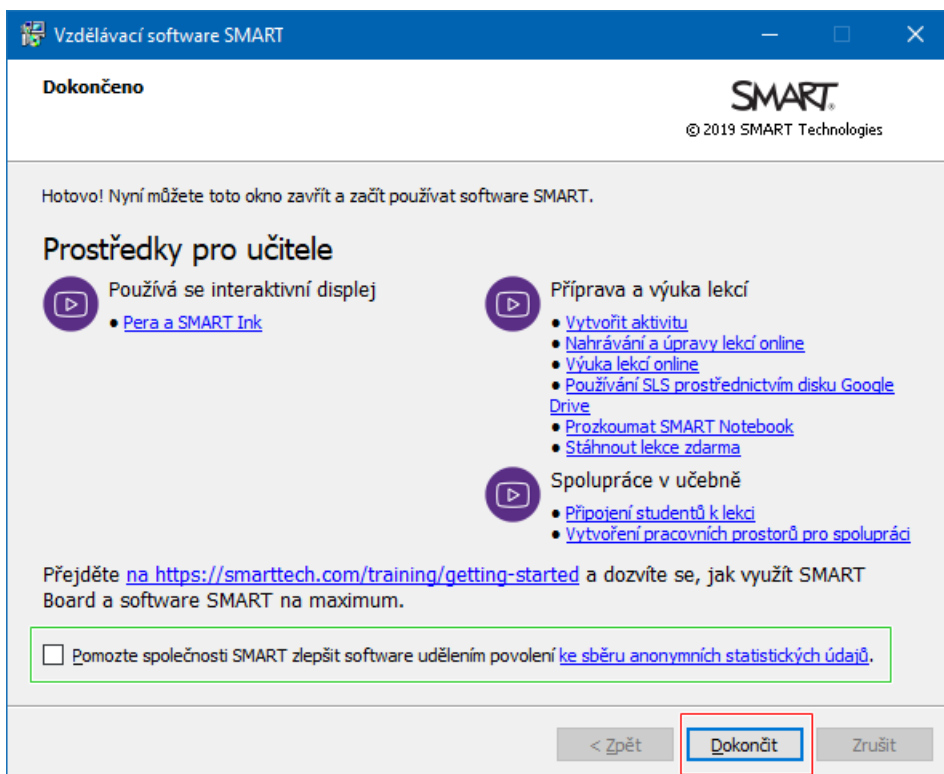 Vzdělávací software SMART
Dokončeno
SMART.
© 2019 SMART Technologies
Hotovo! Nyní můžete toto okno zavřít a začít používat software SMART.
Prostředky pro učitele
Používá se interaktivní displej
• Pera a SMART Ink
Příprava a výuka lekcí
• Vytvořit aktivitu
• Nahrávání a úpravy lekcí online
• Výuka lekcí online
• Používání SLS prostřednictvím disku Google
Drive
• Prozkoumat SMART Notebook
• Stáhnout lekce zdarma
Spolupráce v učebně
• Připojení studentů k lekci
• Vytvoření pracovních prostorů pro spolupráci
Přejděte na https://smarttech.com/training/getting-started a dozvíte se, jak využít SMART
Board a software SMART na maximum.
Pomozte společnosti SMART zlepšit software udělením povolení ke sběru anonymních statistických údajů.
< Zpět
Dokončit
Zrušit